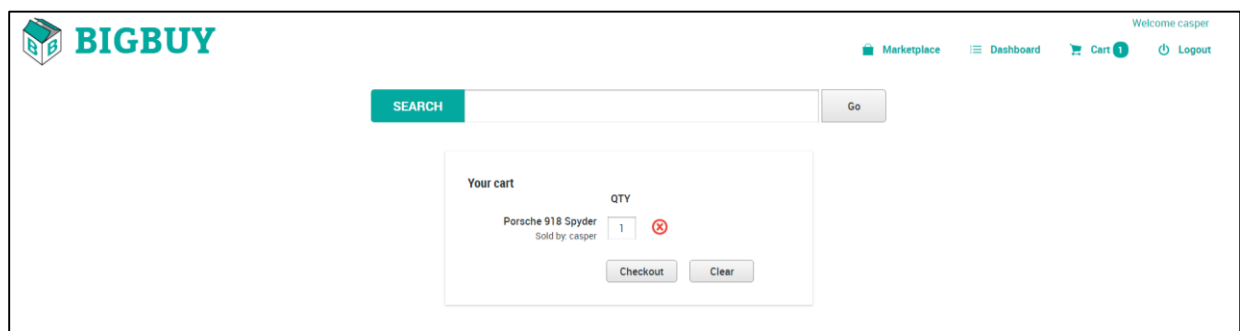 Welcome casper
BB BIGBUY
Marketplace Dashboard Cart 1 Logout
SEARCH Go
Your cart
QTY
Porsche 918 Spyder 1
Sold by: casper
Checkout Clear